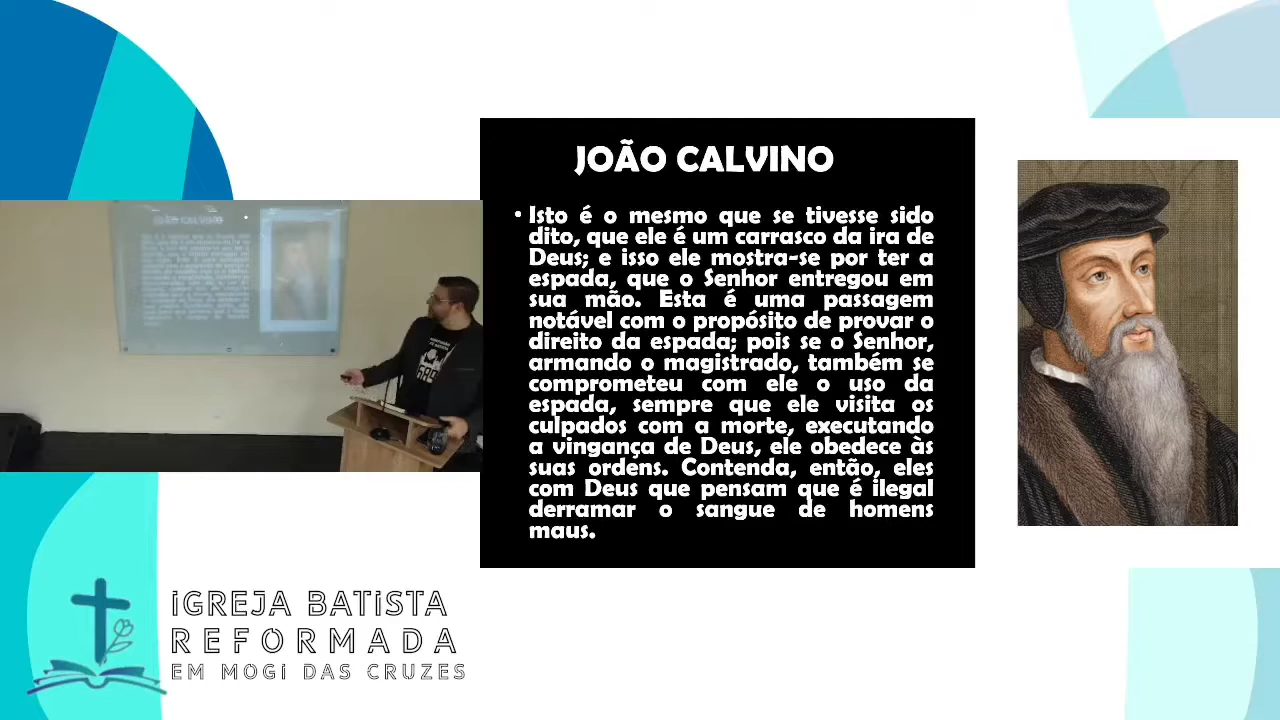 JOÃO CALVINO
• Isto é o mesmo que se tivesse sido
dito, que ele é um carrasco da ira de
Deus; e isso ele mostra-se por ter a
espada, que o Senhor entregou em
sua mão. Esta é uma passagem
notável com o propósito de provar o
direito da espada; pois se o Senhor,
armando o magistrado, também se
comprometeu com ele o uso da
espada, sempre que ele visita os
culpados com a morte, executando
a vingança de Deus, ele obedece às
suas ordens. Contenda, então, eles
com Deus que pensam que é ilegal
derramar o sangue de homens
maus.
JOÃO CALVINO
iGREJA BATiSTA
REFORMADA
EM MOGi DAS CRUZES